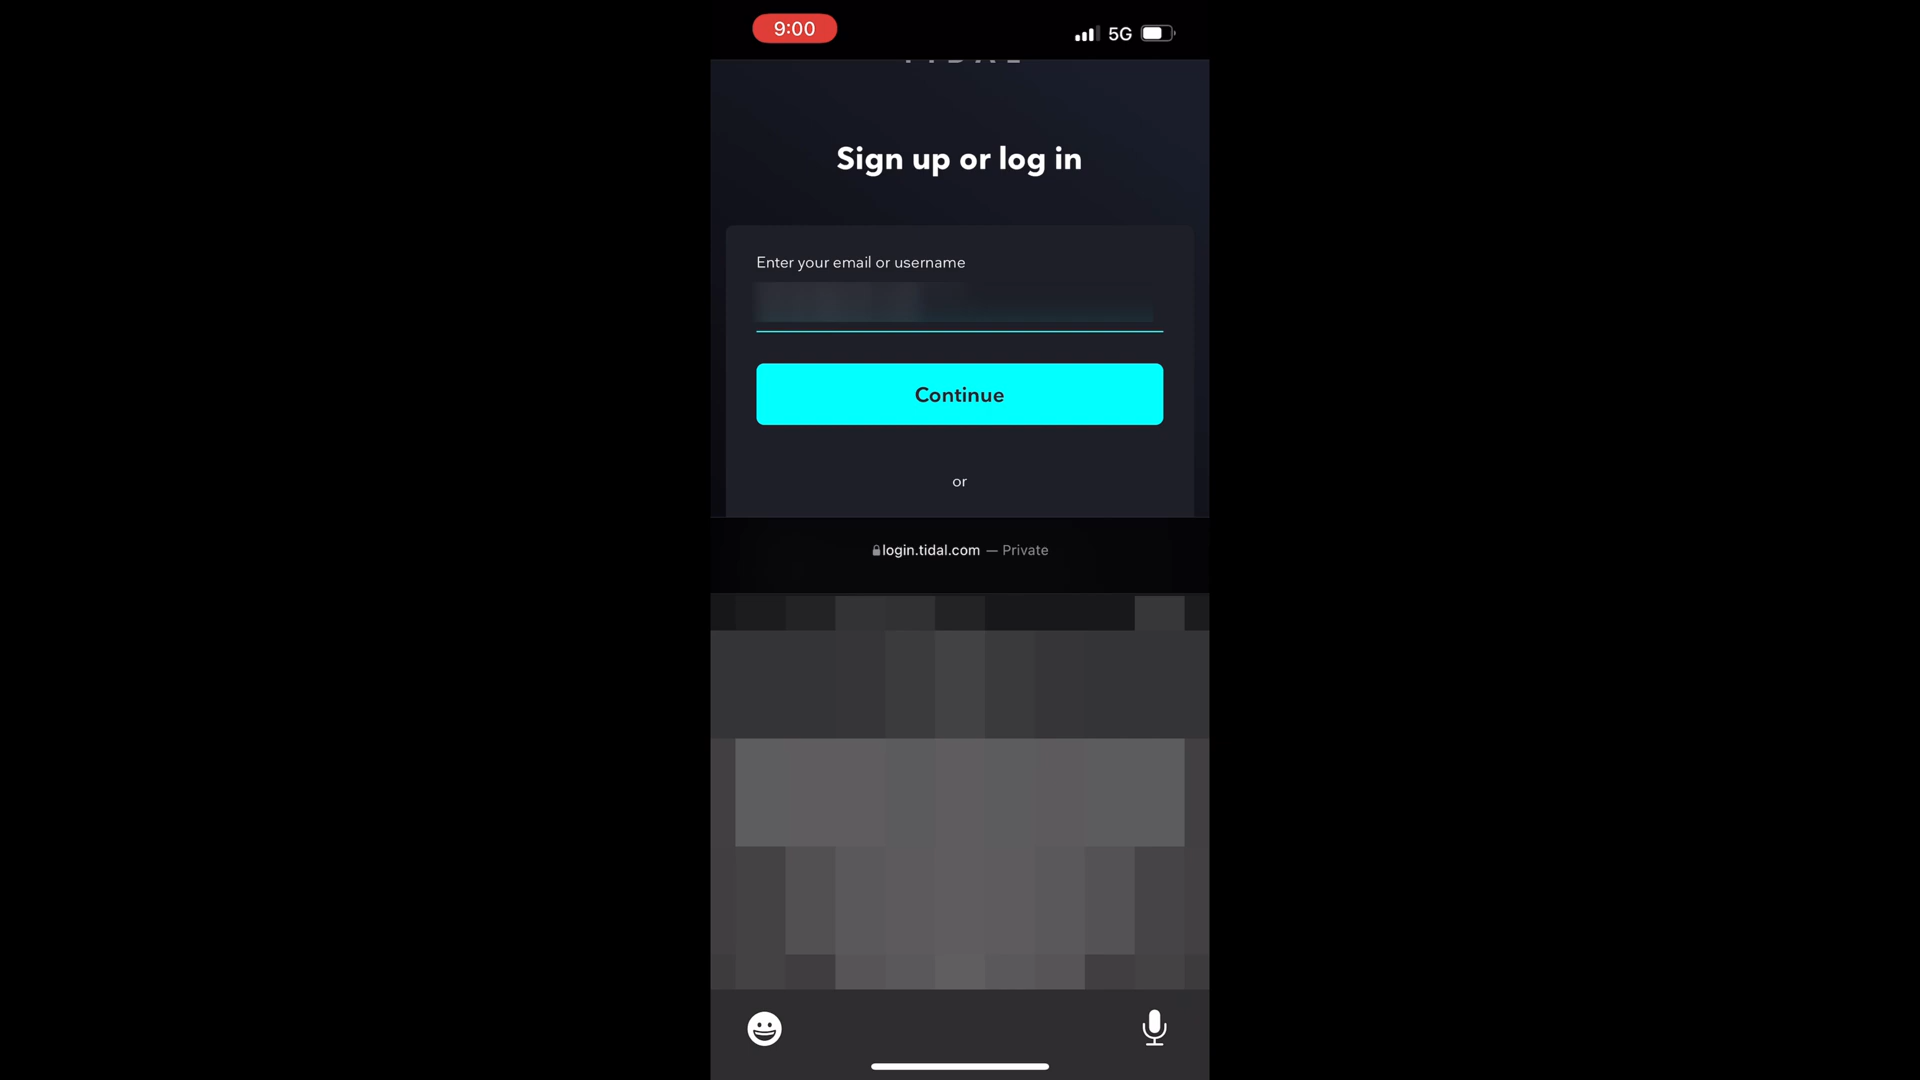 9:00
5G
TIDAL
Sign up or log in
Enter your email or username
Continue
or
login.tidal.com — Private